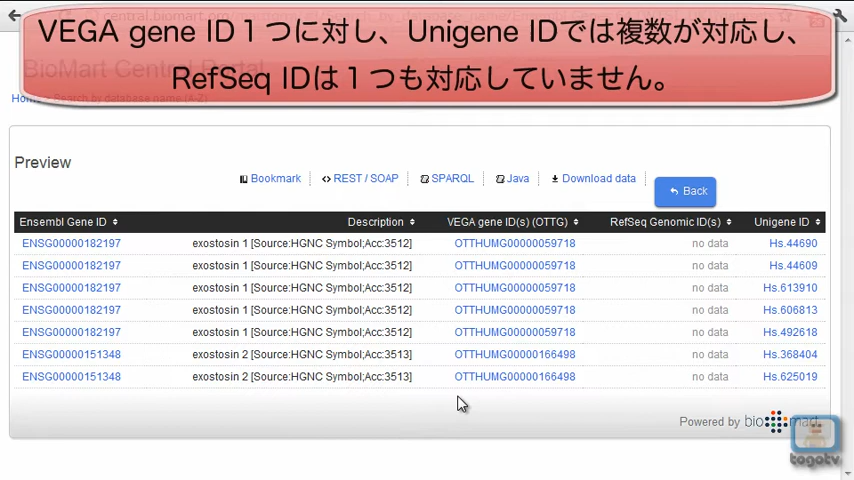 VEGA gene ID１つに対し、Unigene IDでは複数が対応し、
RefSeq IDは１つも対応していません。
Preview
Bookmark REST / SOAP SPARQL Java Download data Back
Ensembl Gene ID Description VEGA gene ID(s) (OTTG) RefSeq Genomic ID(s) Unigene ID
ENSG00000182197 exostosin 1 [Source:HGNC Symbol;Acc:3512] OTTHUMG00000059718 no data Hs.44690
ENSG00000182197 exostosin 1 [Source:HGNC Symbol;Acc:3512] OTTHUMG00000059718 no data Hs.44609
ENSG00000182197 exostosin 1 [Source:HGNC Symbol;Acc:3512] OTTHUMG00000059718 no data Hs.613910
ENSG00000182197 exostosin 1 [Source:HGNC Symbol;Acc:3512] OTTHUMG00000059718 no data Hs.606813
ENSG00000182197 exostosin 1 [Source:HGNC Symbol;Acc:3512] OTTHUMG00000059718 no data Hs.492618
ENSG00000151348 exostosin 2 [Source:HGNC Symbol;Acc:3513] OTTHUMG00000166498 no data Hs.368404
ENSG00000151348 exostosin 2 [Source:HGNC Symbol;Acc:3513] OTTHUMG00000166498 no data Hs.625019
Powered by biomart
togotv